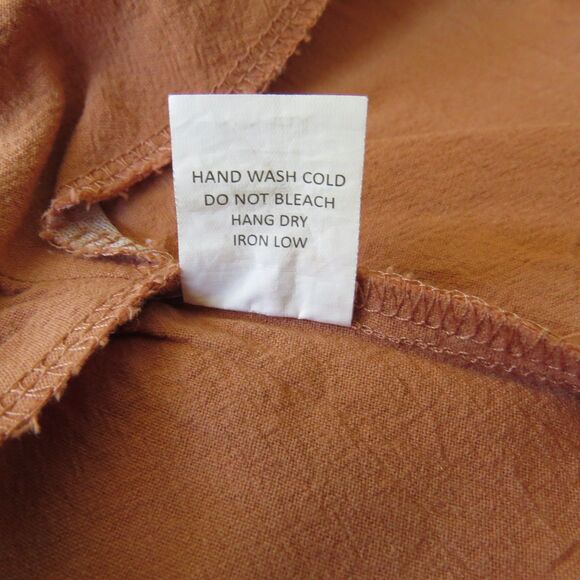 HAND WASH COLD
DO NOT BLEACH
HANG DRY
IRON LOW